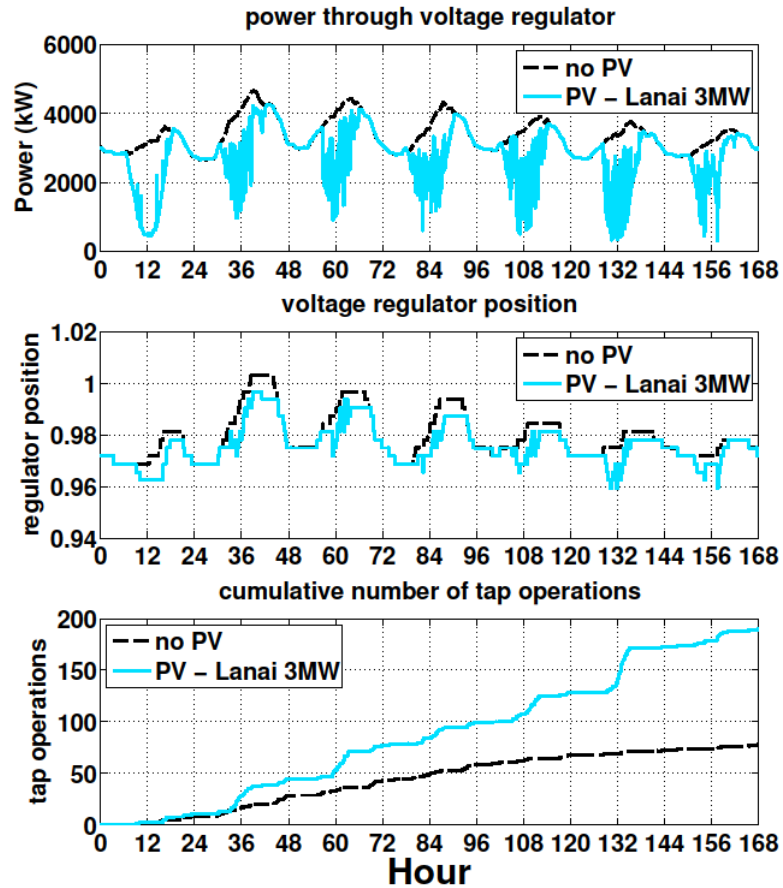 power through voltage regulator
6000
4000
2000
0
Power (kW)
no PV
PV – Lanai 3MW
0 12 24 36 48 60 72 84 96 108 120 132 144 156 168
voltage regulator position
1.02
1
0.98
0.96
0.94
regulator position
no PV
PV – Lanai 3MW
0 12 24 36 48 60 72 84 96 108 120 132 144 156 168
cumulative number of tap operations
200
150
100
50
0
tap operations
no PV
PV – Lanai 3MW
0 12 24 36 48 60 72 84 96 108 120 132 144 156 168
Hour